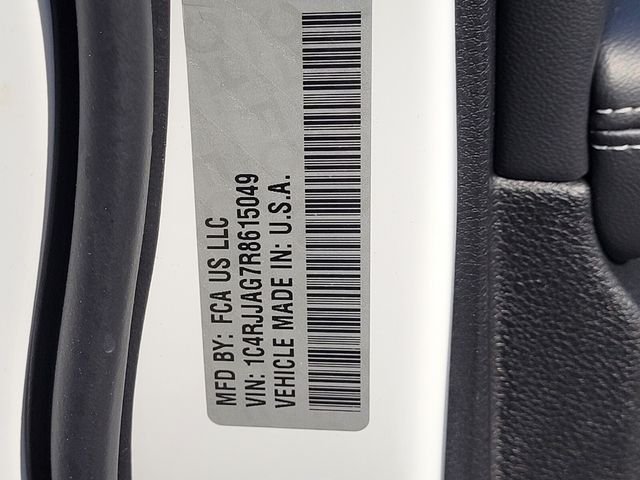 MFD BY: FCA US LLC
VIN: 1C4RJJAG7R8615049
VEHICLE MADE IN: U.S.A.